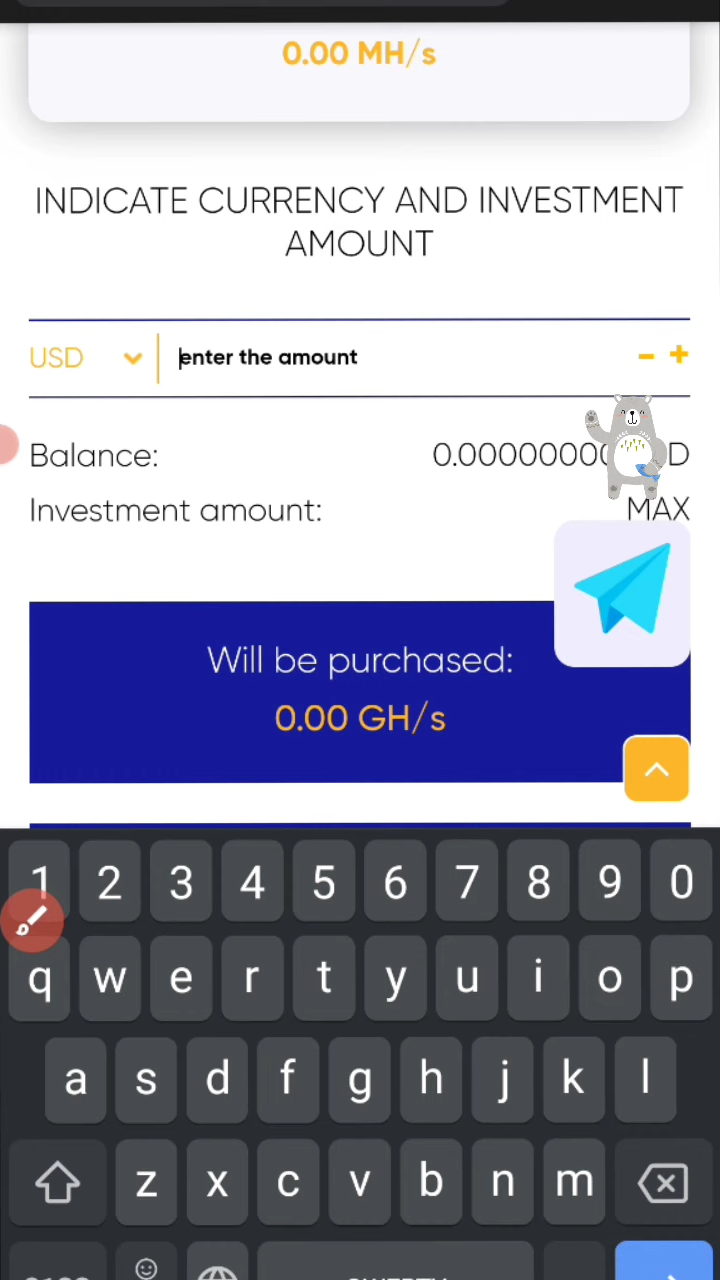 0.00 MH/s
INDICATE CURRENCY AND INVESTMENT
AMOUNT
USD
enter the amount
- +
Balance:
0.00000000
D
Investment amount:
MAX
Will be purchased:
0.00 GH/s
1 2 3 4 5 6 7 8 9 0
q w e r t y u i o p
a s d f g h j k l
z x c v b n m